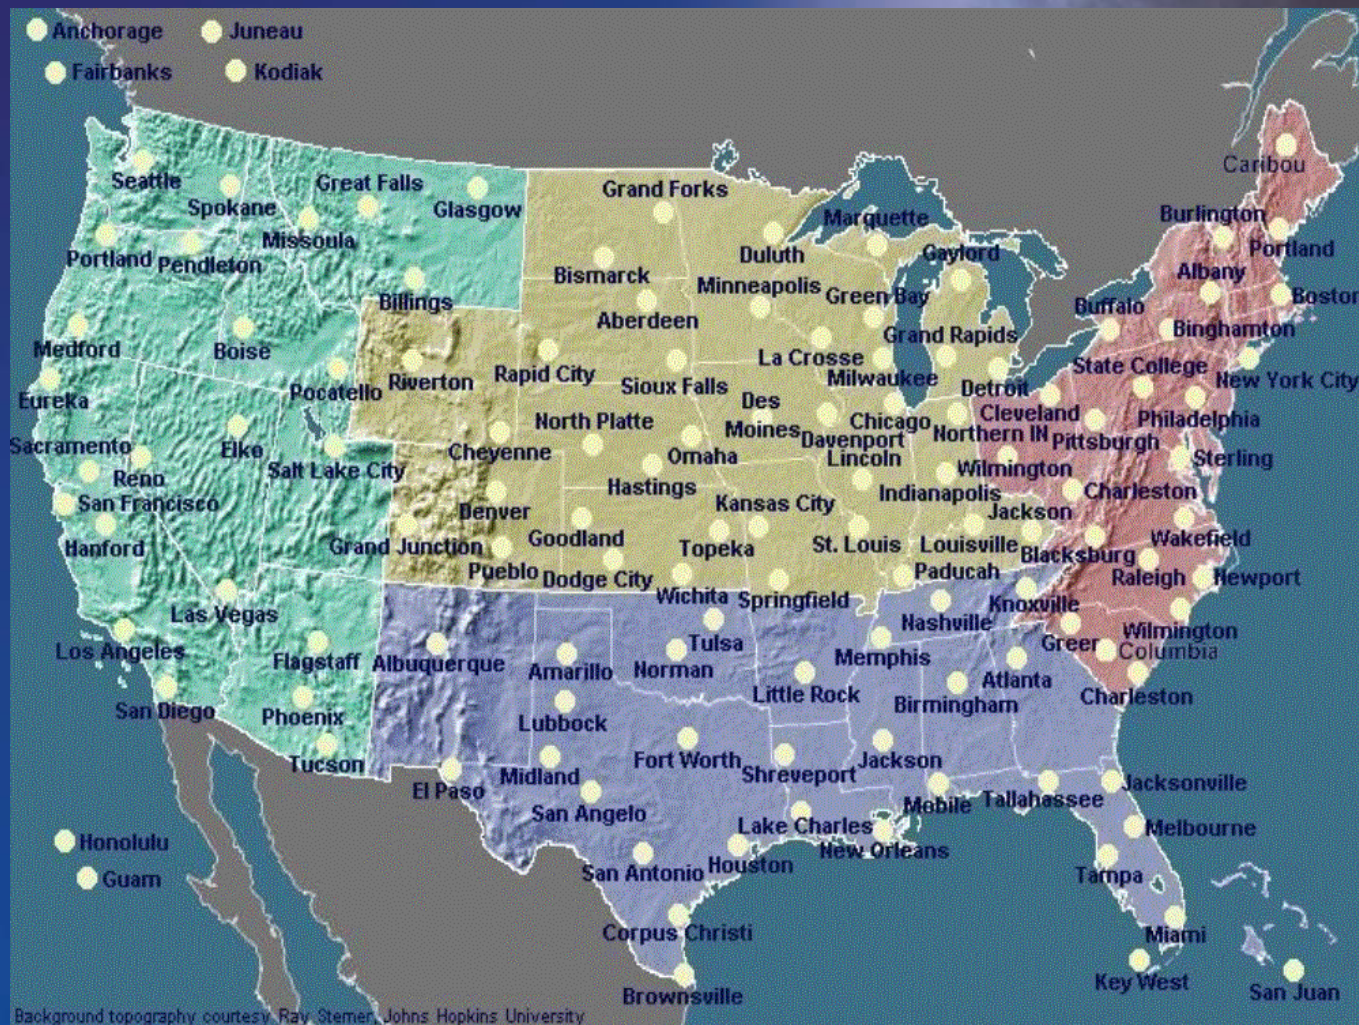 Anchorage
Juneau
Fairbanks
Kodiak
Caribou
Seattle
Great Falls
Spokane
Glasgow
Grand Forks
Marquette
Burlington
Missoula
Portland
Pendleton
Duluth
Gaylord
Portland
Bismarck
Albany
Billings
Minneapolis
Green Bay
Boston
Buffalo
Aberdeen
Grand Rapids
Binghamton
Medford
Boise
La Crosse
State College
Pocatello
Riverton
Rapid City
Sioux Falls
Milwaukee
Detroit
New York City
Eureka
Des
Moines
Cleveland
Philadelphia
North Platte
Chicago
Northern IN
Sacramento
Elko
Cheyenne
Davenport
Pittsburgh
Reno
Salt Lake City
Omaha
Lincoln
Wilmington
Sterling
Hastings
Indianapolis
Charleston
San Francisco
Denver
Kansas City
Jackson
Hanford
Grand Junction
Goodland
Topeka
St. Louis
Louisville
Blacksburg
Wakefield
Pueblo
Dodge City
Paducah
Raleigh
Newport
Las Vegas
Wichita
Springfield
Knoxville
Nashville
Los Angeles
Flagstaff
Albuquerque
Tulsa
Greer
Wilmington
Amarillo
Norman
Memphis
Columbia
Little Rock
Atlanta
San Diego
Phoenix
Birmingham
Charleston
Lubbock
Tucson
Fort Worth
Jackson
El Paso
Midland
Shreveport
Jacksonville
San Angelo
Mobile
Tallahassee
Honolulu
Lake Charles
Melbourne
New Orleans
Guam
San Antonio
Houston
Tampa
Corpus Christi
Miami
Key West
San Juan
Brownsville
Background topography courtesy Ray Sterner, Johns Hopkins University